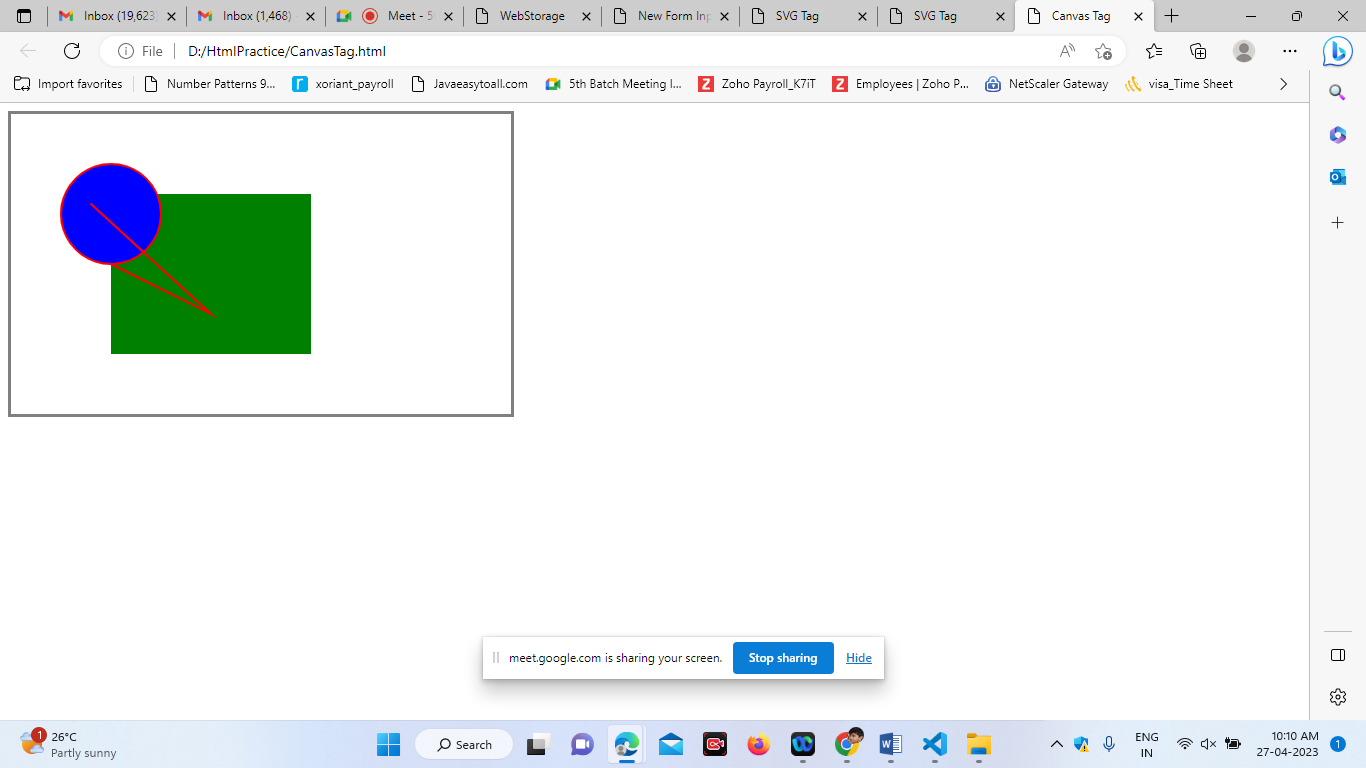 Inbox (19,623) Inbox (1,468) Meet - 5 WebStorage New Form Inp SVG Tag SVG Tag Canvas Tag
File D:/HtmlPractice/CanvasTag.html
Import favorites Number Patterns 9... xoriant_payroll Javaeasytoall.com 5th Batch Meeting l... Zoho Payroll_K7iT Employees | Zoho P... NetScaler Gateway visa_Time Sheet
meet.google.com is sharing your screen. Stop sharing Hide
1 26°C
Partly sunny
Search
ENG
IN
10:10 AM
27-04-2023
1